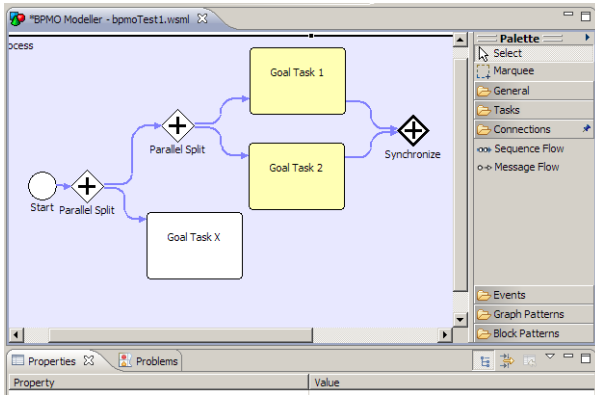 *BPMO Modeller - bpmoTest1.wsml
ocess
Goal Task 1
Parallel Split
Goal Task 2
Synchronize
Start
Parallel Split
Goal Task X
Palette
Select
Marquee
General
Tasks
Connections
Sequence Flow
Message Flow
Events
Graph Patterns
Block Patterns
Properties
Problems
Property
Value